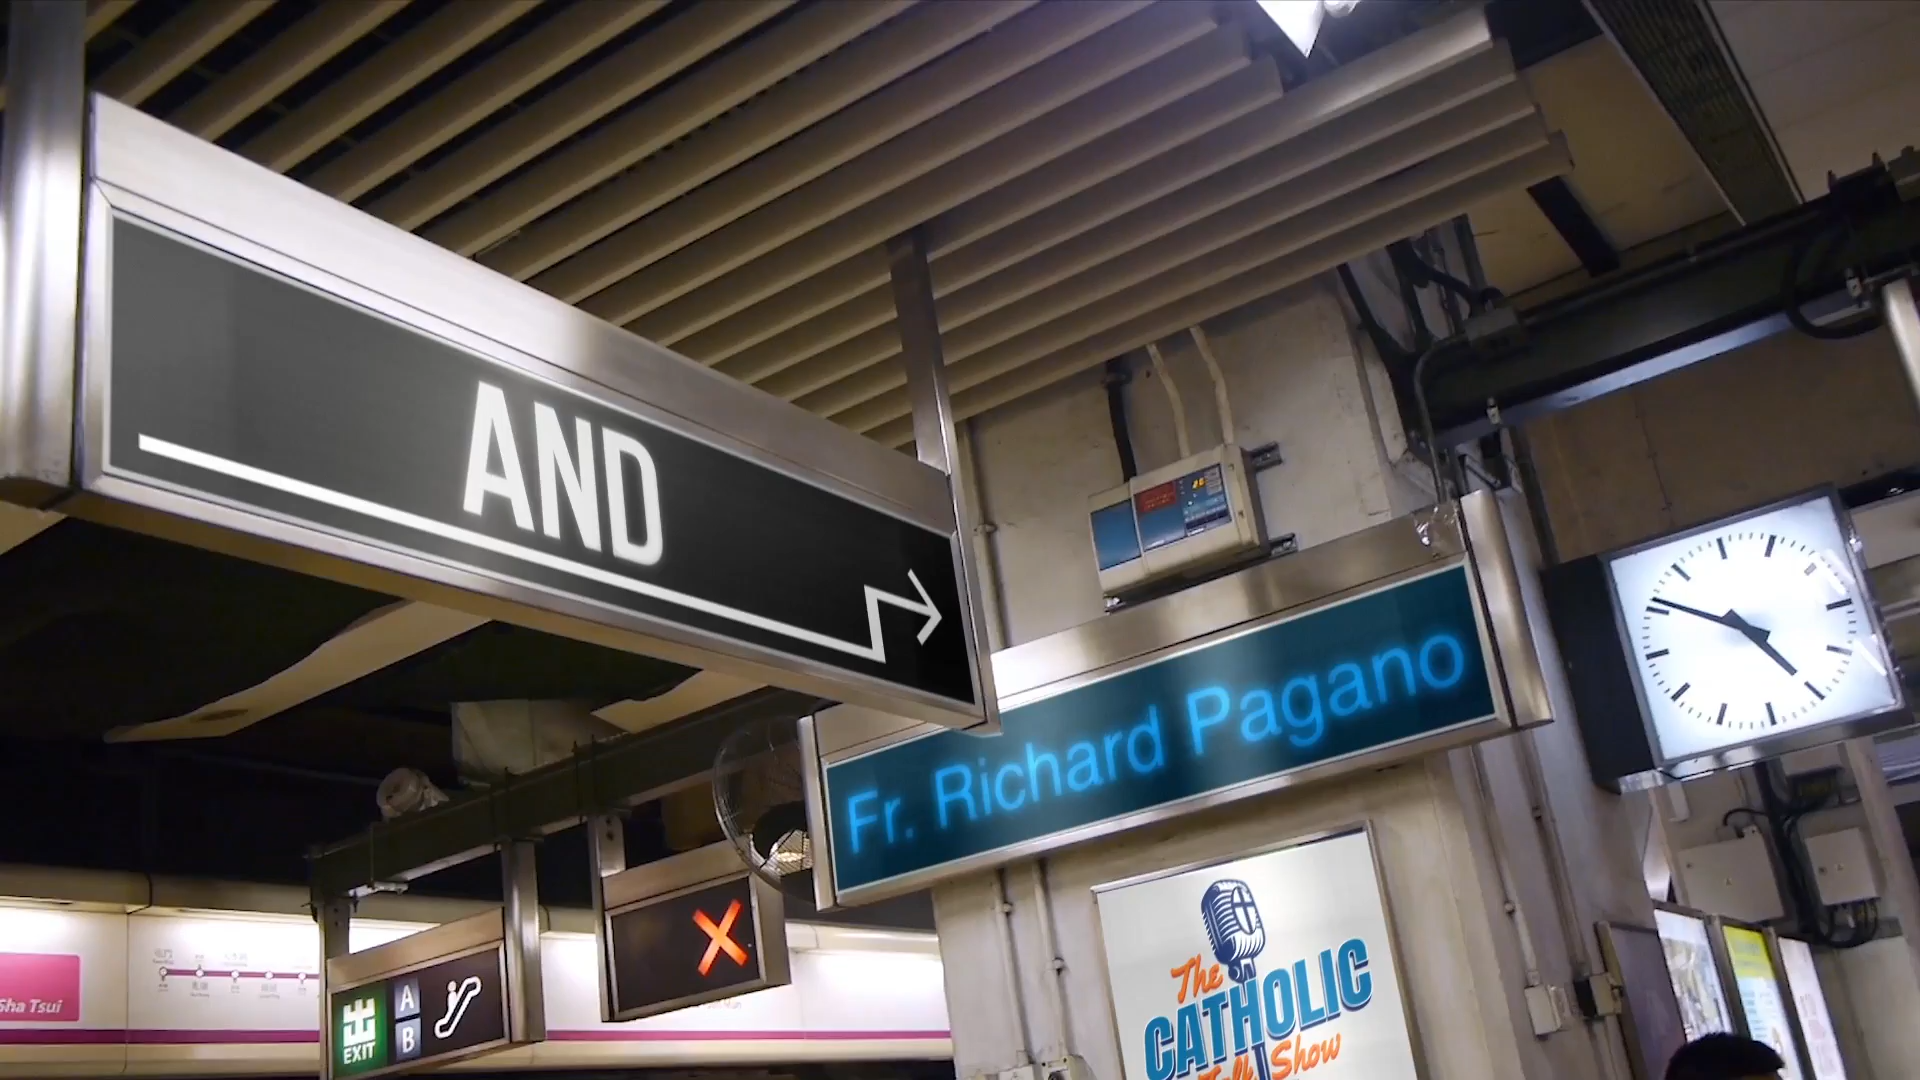 AND
Fr. Richard Pagano
The
CATHOLIC
Talk Show
EXIT
A
B
Sha Tsui